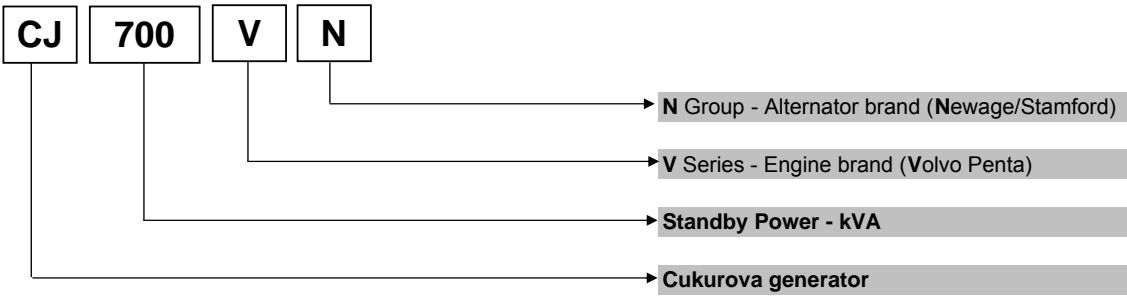 CJ 700 V N
N Group - Alternator brand (Newage/Stamford)
V Series - Engine brand (Volvo Penta)
Standby Power - kVA
Cukurova generator